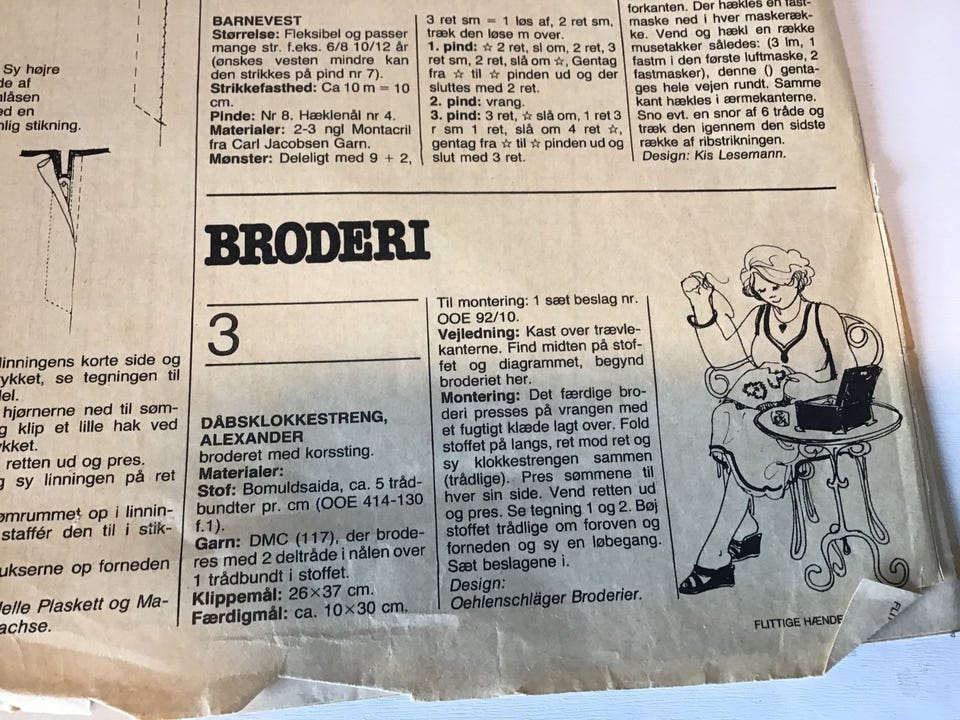 Sy højre
de af
nlåsen
ed en
nlig stikning.
linningens korte side og
ykket, se tegningen til
del.
hjørnerne ned til søm-
g klip et lille hak ved
ykket.
retten ud og pres.
g sy linningen på ret
ømrummet op i linnin-
staffér den til i stik-
ukserne op forneden
delle Plaskett og Ma-
achse.
BARNEVEST
Størrelse: Fleksibel og passer
mange str. f.eks. 6/8 10/12 år
(ønskes vesten mindre kan
den strikkes på pind nr 7).
Strikkefasthed: Ca 10 m = 10
cm.
Pinde: Nr 8. Hæklenål nr 4.
Materialer: 2-3 ngl Montacril
fra Carl Jacobsen Garn.
Mønster: Deleligt med 9 + 2,
3 ret sm = 1 løs af, 2 ret sm,
træk den løse m over.
1. pind: ☆ 2 ret, sl om, 2 ret, 3
ret sm, 2 ret, slå om ☆, Gentag
fra ☆ til ☆ pinden ud og der
sluttes med 2 ret.
2. pind: vrang.
3. pind: 3 ret, ☆ slå om, 1 ret 3
r sm 1 ret, slå om 4 ret ☆,
gentag fra ☆ til ☆ pinden ud og
slut med 3 ret.
forkanten. Der hækles en fast-
maske ned i hver maskeræk-
ke. Vend og hækl en række
musetakker således: (3 lm, 1
fastm i den første luftmaske, 2
fastmasker), denne () genta-
ges hele vejen rundt. Samme
kant hækles i ærmekanterne.
Sno evt. en snor af 6 tråde og
træk den igennem den sidste
række af ribstrikningen.
Design: Kis Lesemann.
BRODERI
3
DÅBSKLOKKESTRENG,
ALEXANDER
broderet med korssting.
Materialer:
Stof: Bomuldsaida, ca. 5 tråd-
bundter pr. cm (OOE 414-130
f.1).
Garn: DMC (117), der brode-
res med 2 deltråde i nålen over
1 trådbundt i stoffet.
Klippemål: 26×37 cm.
Færdigmål: ca. 10×30 cm.
Til montering: 1 sæt beslag nr.
OOE 92/10.
Vejledning: Kast over trævle-
kanterne. Find midten på stof-
fet og diagrammet, begynd
broderiet her.
Montering: Det færdige bro-
deri presses på vrangen med
et fugtigt klæde lagt over. Fold
stoffet på langs, ret mod ret og
sy klokkestrengen sammen
(trådlige). Pres sømmene til
hver sin side. Vend retten ud
og pres. Se tegning 1 og 2. Bøj
stoffet trådlige om foroven og
forneden og sy en løbegang.
Sæt beslagene i.
Design:
Oehlenschläger Broderier.
FLITTIGE HÆNDE